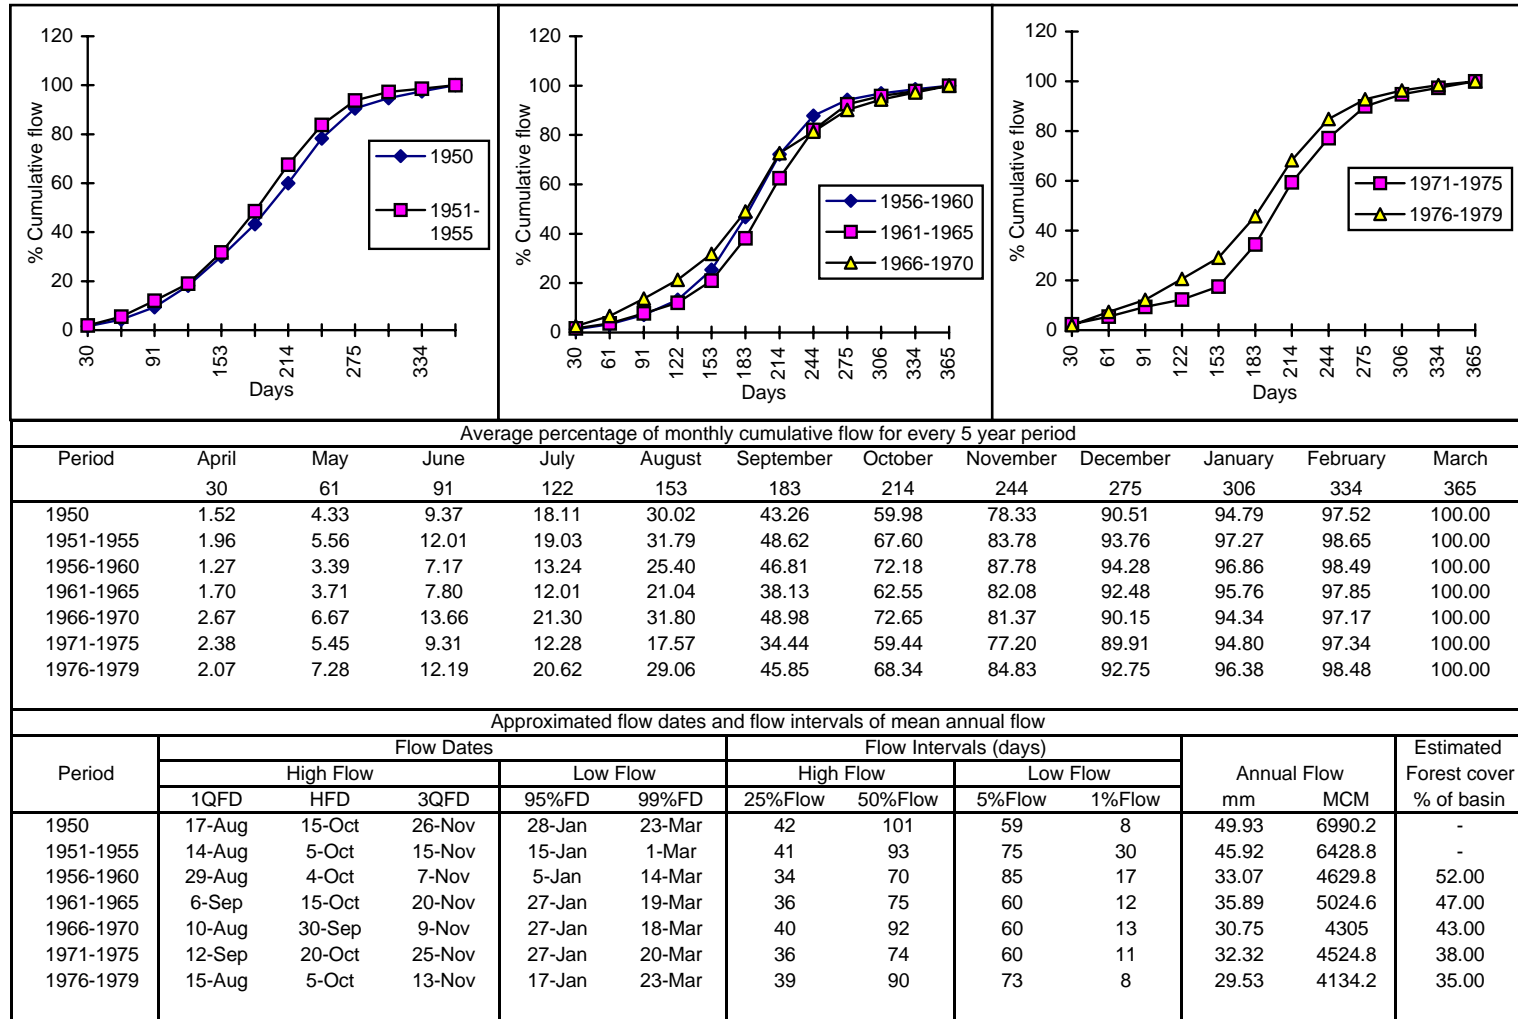 120
100
80
60
40
20
0
% Cumulative flow
30
91
153
214
275
334
Days
1950
1951-
1955
120
100
80
60
40
20
0
% Cumulative flow
30
61
91
122
153
183
214
244
275
306
334
365
Days
1956-1960
1961-1965
1966-1970
120
100
80
60
40
20
0
% Cumulative flow
30
61
91
122
153
183
214
244
275
306
334
365
Days
1971-1975
1976-1979
Average percentage of monthly cumulative flow for every 5 year period
Period April May June July August September October November December January February March
30 61 91 122 153 183 214 244 275 306 334 365
1950 1.52 4.33 9.37 18.11 30.02 43.26 59.98 78.33 90.51 94.79 97.52 100.00
1951-1955 1.96 5.56 12.01 19.03 31.79 48.62 67.60 83.78 93.76 97.27 98.65 100.00
1956-1960 1.27 3.39 7.17 13.24 25.40 46.81 72.18 87.78 94.28 96.86 98.49 100.00
1961-1965 1.70 3.71 7.80 12.01 21.04 38.13 62.55 82.08 92.48 95.76 97.85 100.00
1966-1970 2.67 6.67 13.66 21.30 31.80 48.98 72.65 81.37 90.15 94.34 97.17 100.00
1971-1975 2.38 5.45 9.31 12.28 17.57 34.44 59.44 77.20 89.91 94.80 97.34 100.00
1976-1979 2.07 7.28 12.19 20.62 29.06 45.85 68.34 84.83 92.75 96.38 98.48 100.00
Approximated flow dates and flow intervals of mean annual flow
Flow Dates Flow Intervals (days) Estimated
Period High Flow Low Flow High Flow Low Flow Annual Flow Forest cover
1QFD HFD 3QFD 95%FD 99%FD 25%Flow 50%Flow 5%Flow 1%Flow mm MCM % of basin
1950 17-Aug 15-Oct 26-Nov 28-Jan 23-Mar 42 101 59 8 49.93 6990.2 -
1951-1955 14-Aug 5-Oct 15-Nov 15-Jan 1-Mar 41 93 75 30 45.92 6428.8 -
1956-1960 29-Aug 4-Oct 7-Nov 5-Jan 14-Mar 34 70 85 17 33.07 4629.8 52.00
1961-1965 6-Sep 15-Oct 20-Nov 27-Jan 19-Mar 36 75 60 12 35.89 5024.6 47.00
1966-1970 10-Aug 30-Sep 9-Nov 27-Jan 18-Mar 40 92 60 13 30.75 4305 43.00
1971-1975 12-Sep 20-Oct 25-Nov 27-Jan 20-Mar 36 74 60 11 32.32 4524.8 38.00
1976-1979 15-Aug 5-Oct 13-Nov 17-Jan 23-Mar 39 90 73 8 29.53 4134.2 35.00